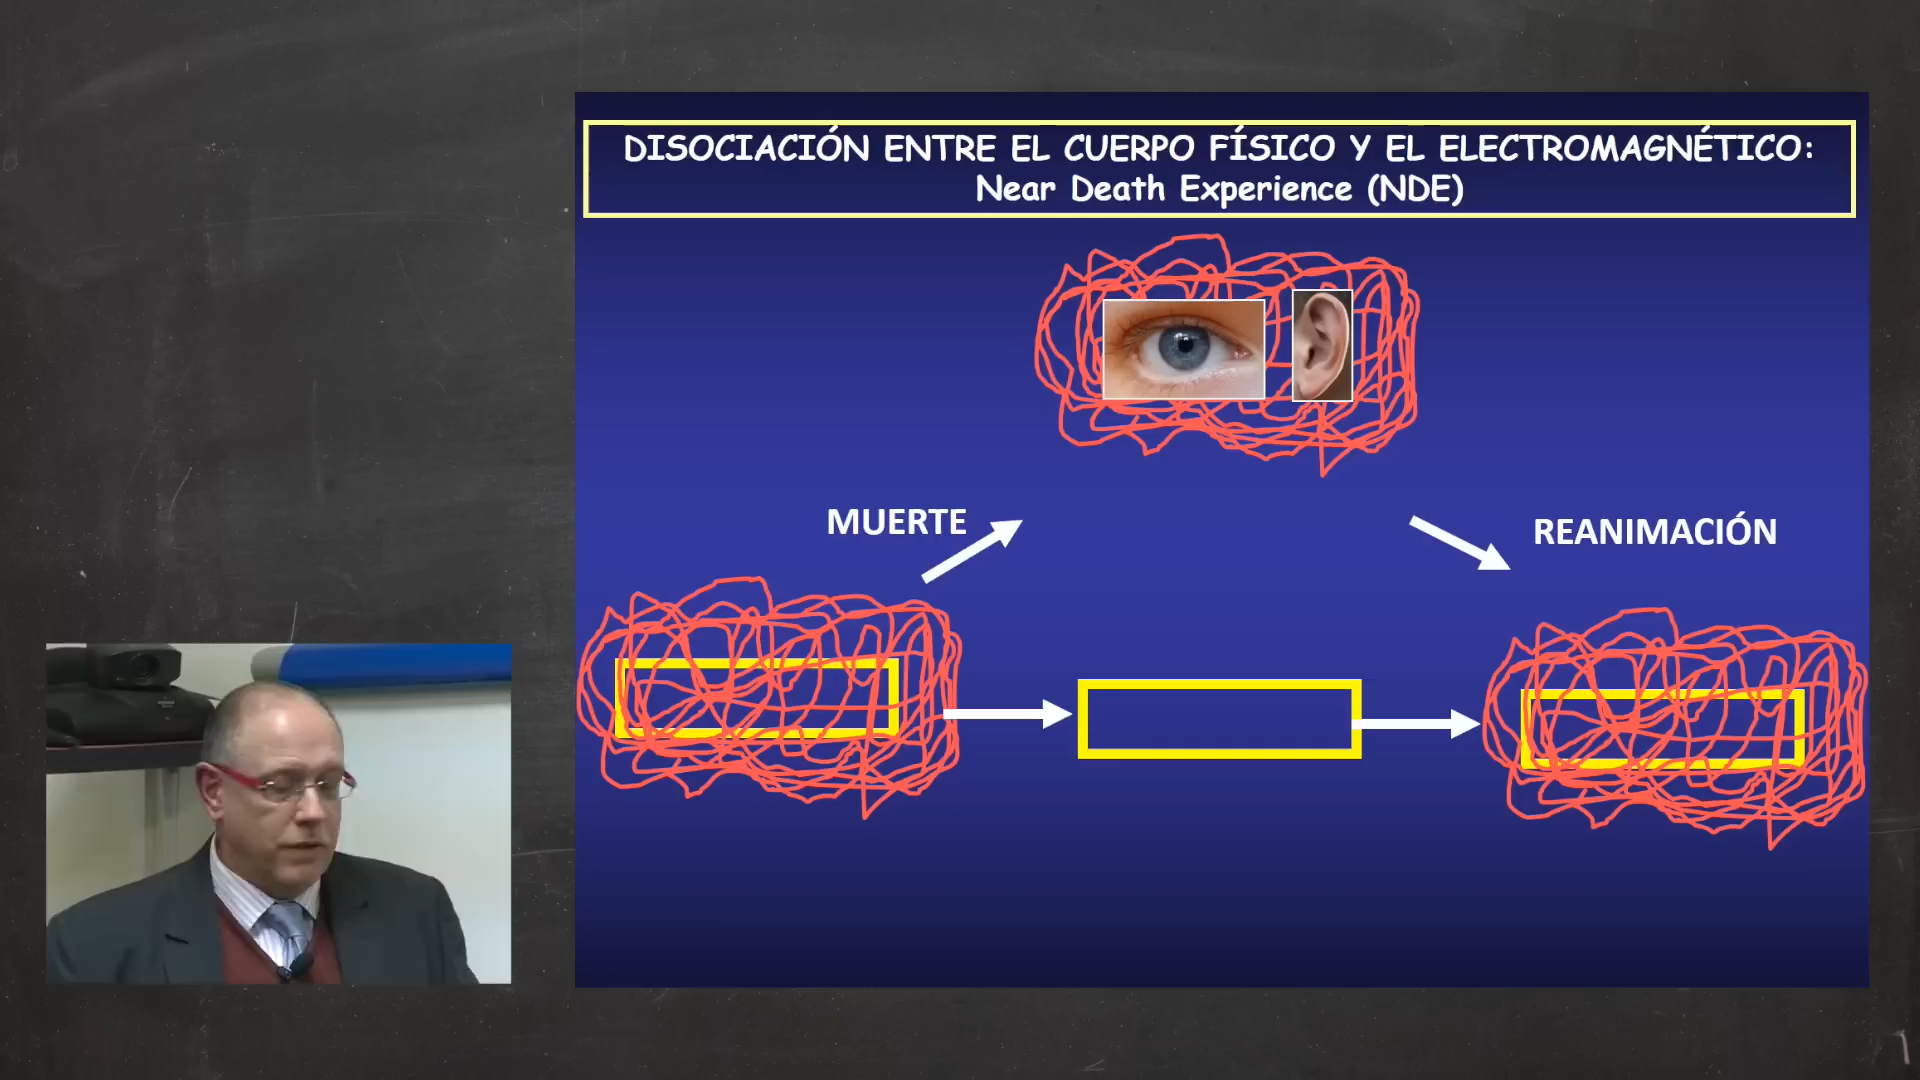 DISOCIACIÓN ENTRE EL CUERPO FÍSICO Y EL ELECTROMAGNÉTICO:
Near Death Experience (NDE)
MUERTE
REANIMACIÓN